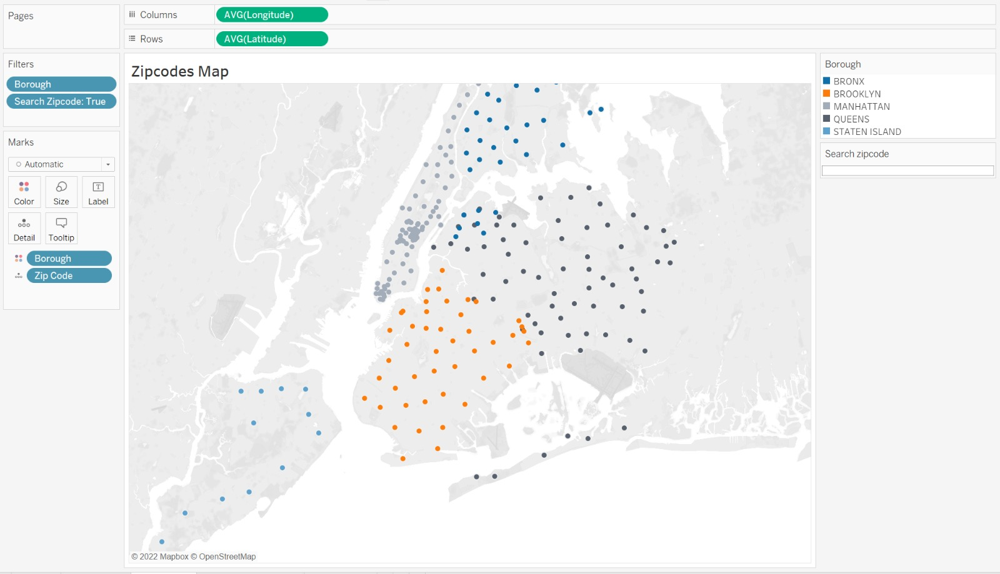 Pages
Columns
AVG(Longitude)
Rows
AVG(Latitude)
Filters
Borough
Search Zipcode: True
Marks
Automatic
Color
Size
T
Label
Detail
Tooltip
Borough
Zip Code
Zipcodes Map
© 2022 Mapbox © OpenStreetMap
Borough
BRONX
BROOKLYN
MANHATTAN
QUEENS
STATEN ISLAND
Search zipcode